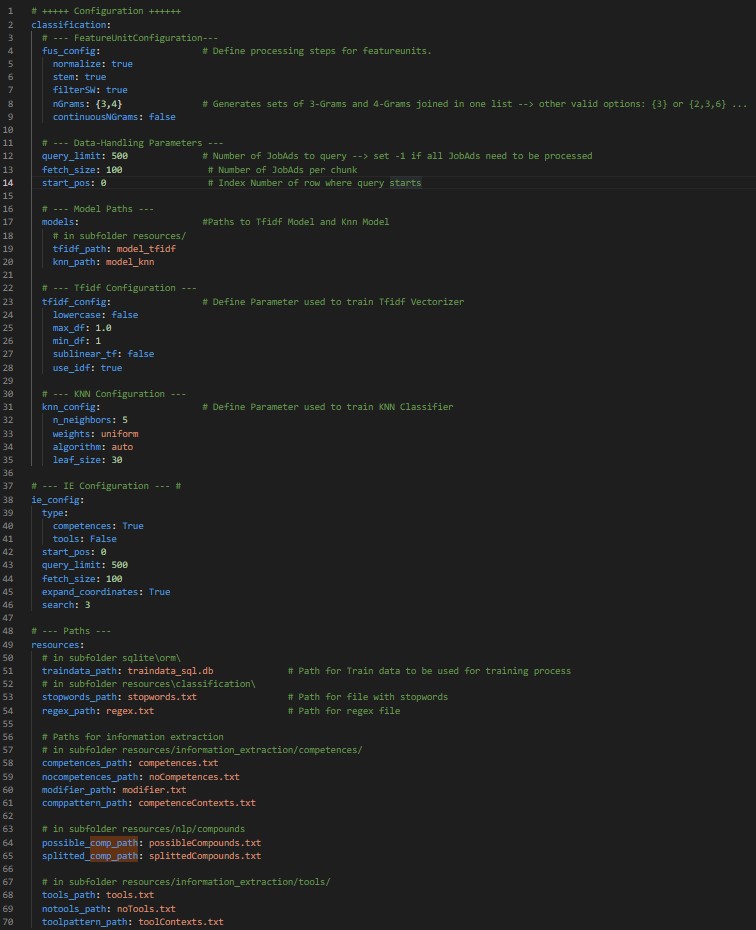 1 # +++++ Configuration ++++++
2 classification:
3 # --- FeatureUnitConfiguration---
4 fus_config: # Define processing steps for featureunits.
5 normalize: true
6 stem: true
7 filterSW: true
8 nGrams: {3,4} # Generates sets of 3-Grams and 4-Grams joined in one list --> other valid options: {3} or {2,3,6} ...
9 continuousNGrams: false
10
11 # --- Data-Handling Parameters ---
12 query_limit: 500 # Number of JobAds to query --> set -1 if all JobAds need to be processed
13 fetch_size: 100 # Number of JobAds per chunk
14 start_pos: 0 # Index Number of row where query starts
15
16 # --- Model Paths ---
17 models: #Paths to Tfidf Model and Knn Model
18 # in subfolder resources/
19 tfidf_path: model_tfidf
20 knn_path: model_knn
21
22 # --- Tfidf Configuration ---
23 tfidf_config: # Define Parameter used to train Tfidf Vectorizer
24 lowercase: false
25 max_df: 1.0
26 min_df: 1
27 sublinear_tf: false
28 use_idf: true
29
30 # --- KNN Configuration ---
31 knn_config: # Define Parameter used to train KNN Classifier
32 n_neighbors: 5
33 weights: uniform
34 algorithm: auto
35 leaf_size: 30
36
37 # --- IE Configuration --- #
38 ie_config:
39 type:
40 competences: True
41 tools: False
42 start_pos: 0
43 query_limit: 500
44 fetch_size: 100
45 expand_coordinates: True
46 search: 3
47
48 # --- Paths ---
49 resources:
50 # in subfolder sqlite\orm\
51 traindata_path: traindata_sql.db # Path for Train data to be used for training process
52 # in subfolder resources\classification\
53 stopwords_path: stopwords.txt # Path for file with stopwords
54 regex_path: regex.txt # Path for regex file
55
56 # Paths for information extraction
57 # in subfolder resources/information_extraction/competences/
58 competences_path: competences.txt
59 nocompetences_path: noCompetences.txt
60 modifier_path: modifier.txt
61 comppattern_path: competenceContexts.txt
62
63 # in subfolder resources/nlp/compounds
64 possible_comp_path: possibleCompounds.txt
65 splitted_comp_path: splittedCompounds.txt
66
67 # in subfolder resources/information_extraction/tools/
68 tools_path: tools.txt
69 notools_path: noTools.txt
70 toolpattern_path: toolContexts.txt